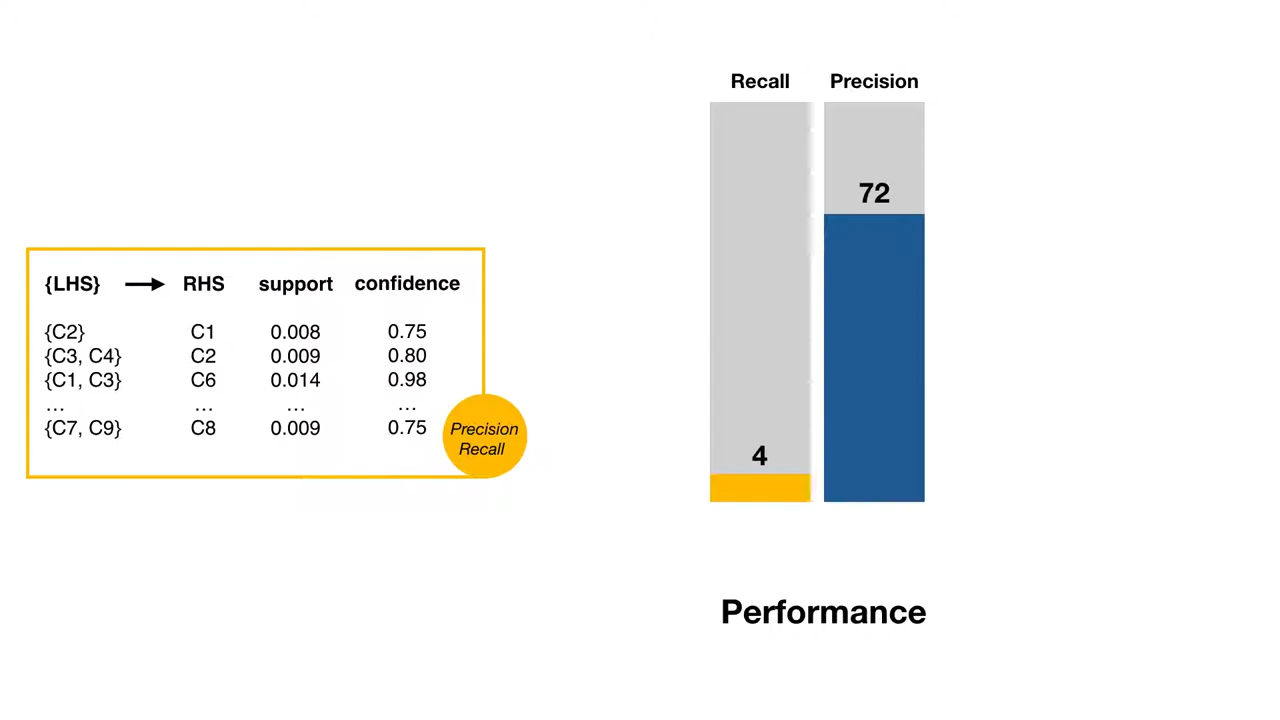 {LHS} → RHS support confidence
{C2} C1 0.008 0.75
{C3, C4} C2 0.009 0.80
{C1, C3} C6 0.014 0.98
… … … …
{C7, C9} C8 0.009 0.75
Precision
Recall
Recall Precision
72
4
Performance